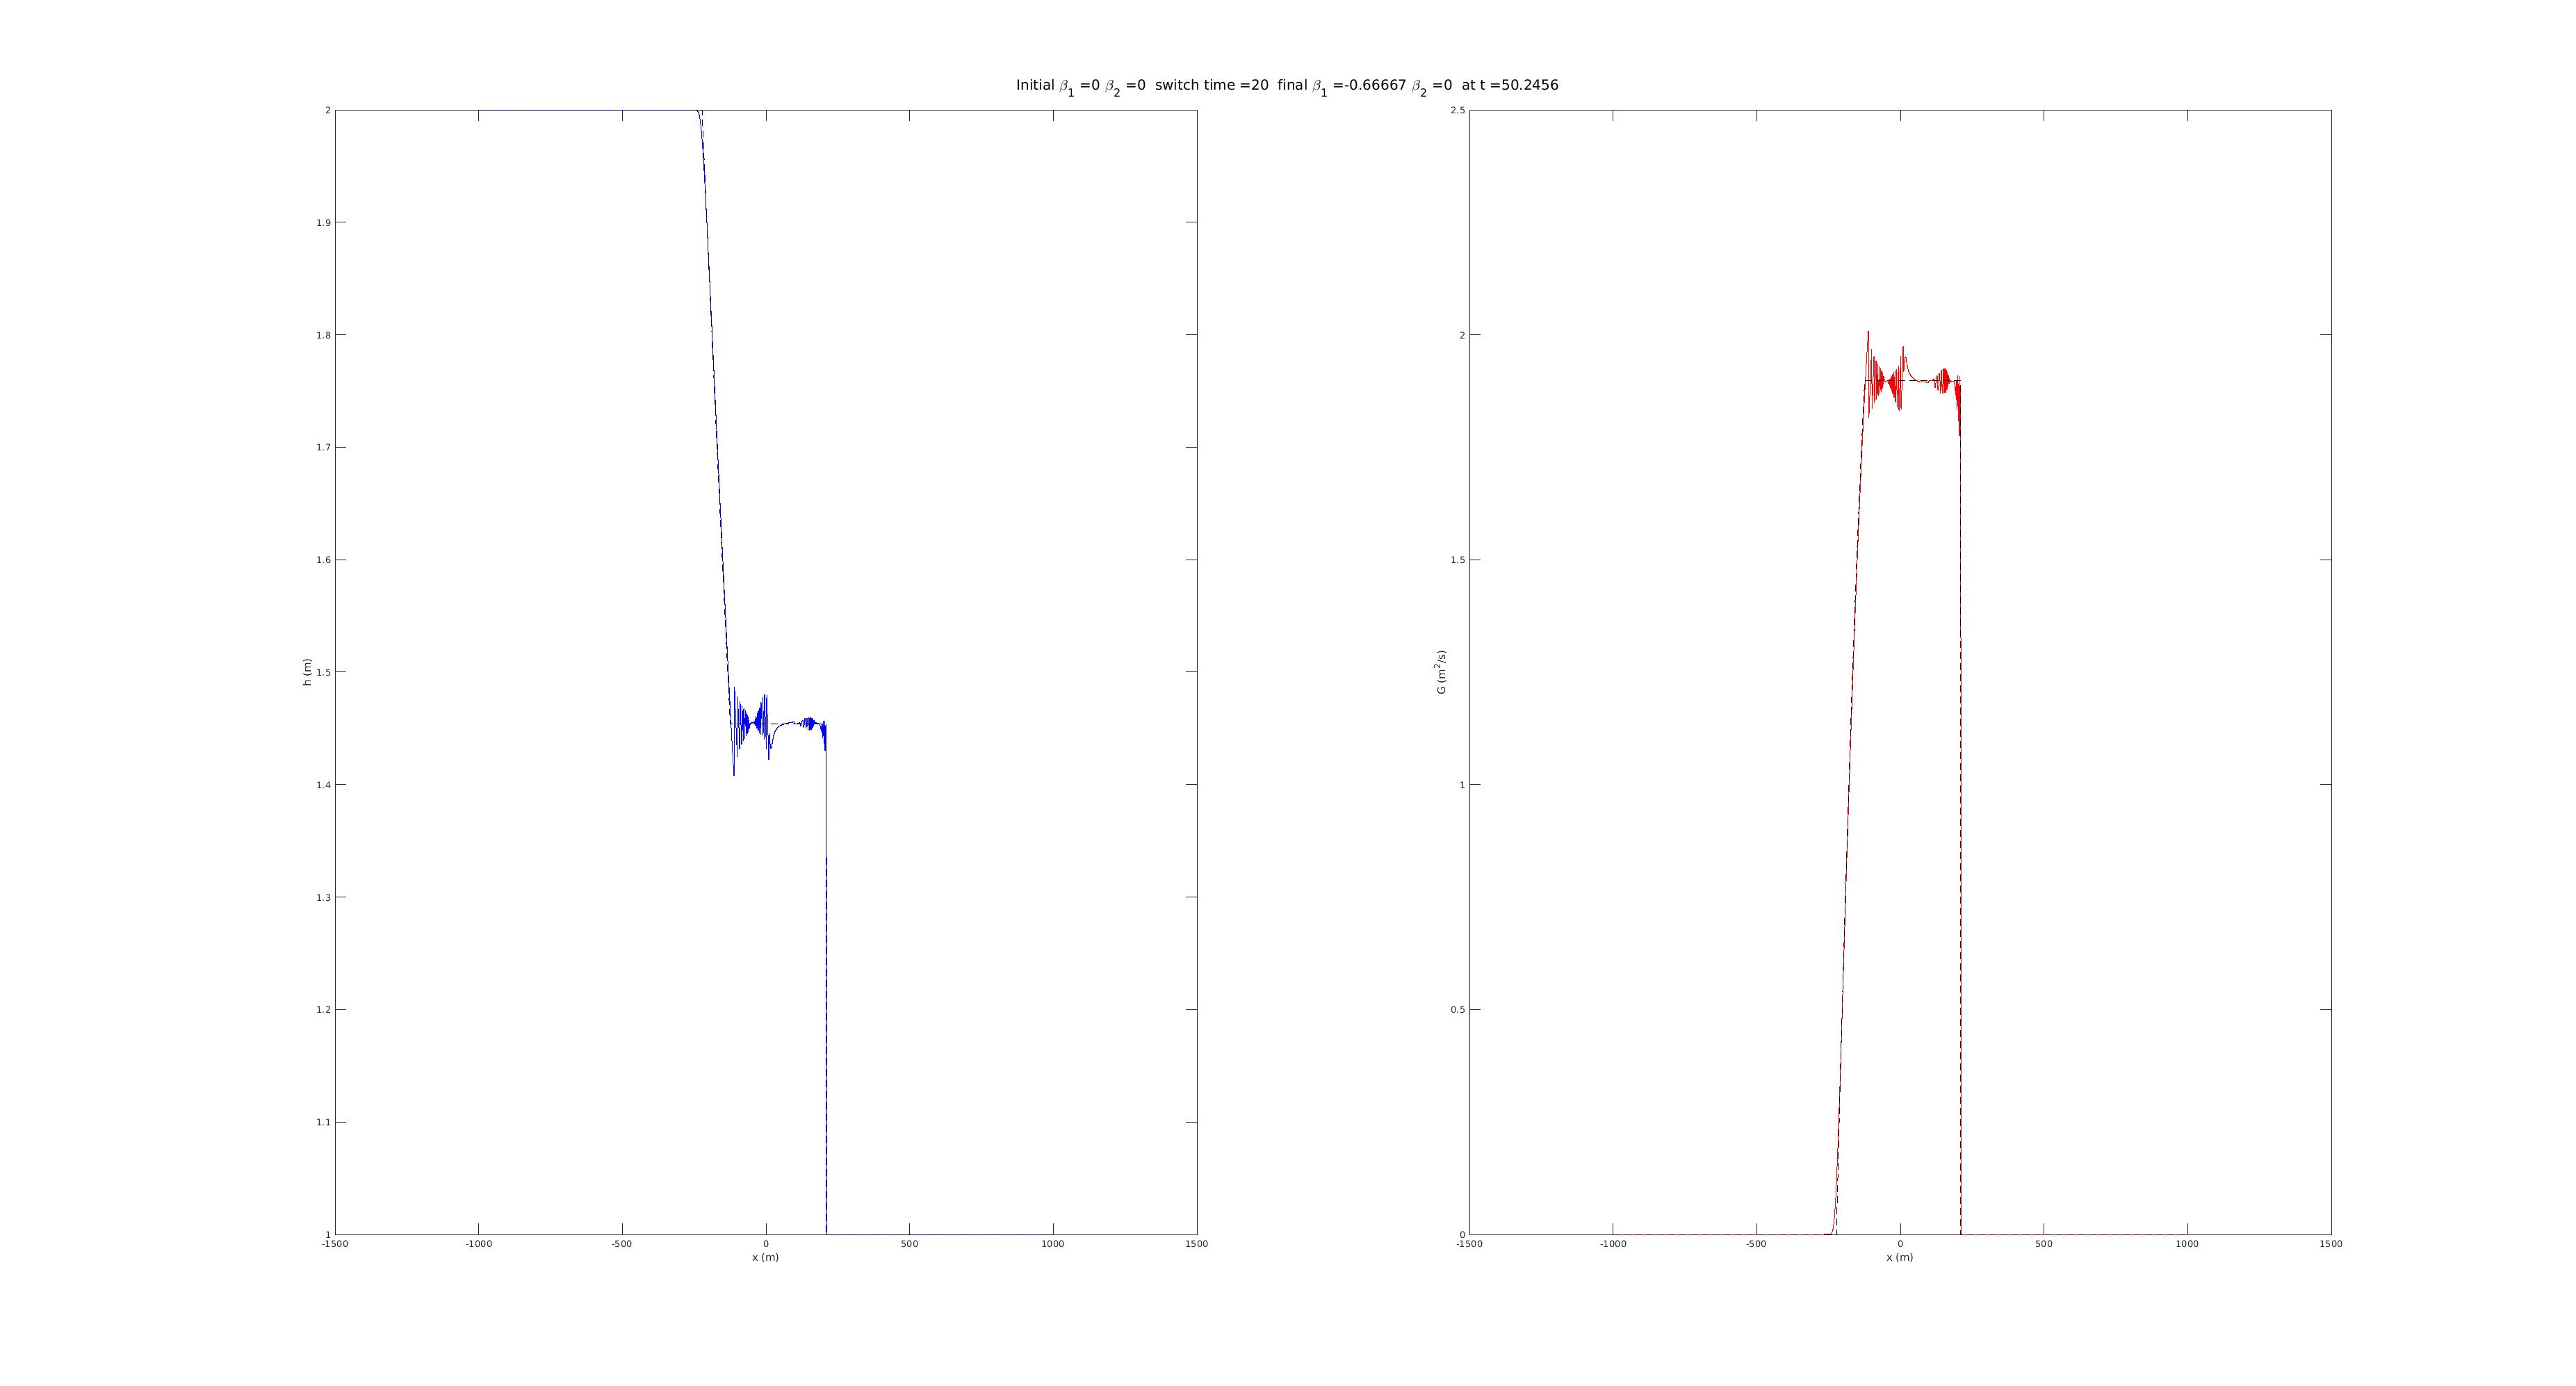 Initial β1 =0 β2 =0 switch time =20 final β1 =-0.66667 β2 =0 at t =50.2456
2
1.9
1.8
1.7
1.6
1.5
1.4
1.3
1.2
1.1
1
h (m)
-1500 -1000 -500 0 500 1000 1500
x (m)
2.5
2
1.5
1
0.5
0
G (m2/s)
-1500 -1000 -500 0 500 1000 1500
x (m)